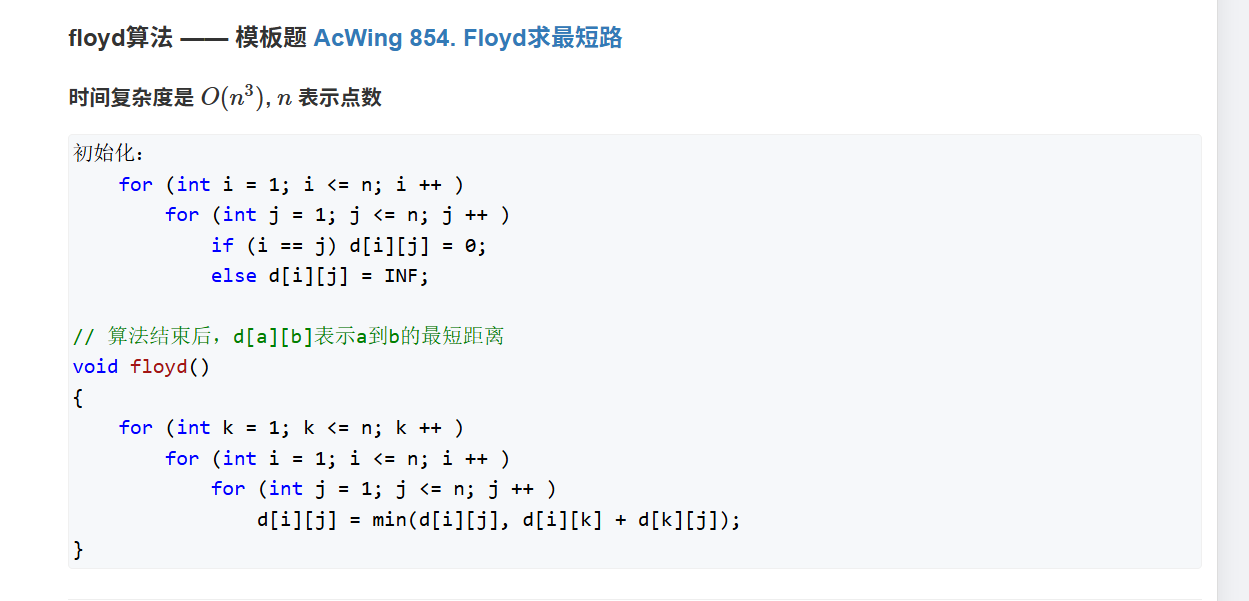 floyd算法 —— 模板题 AcWing 854. Floyd求最短路
时间复杂度是 O(n³), n 表示点数
初始化:
    for (int i = 1; i <= n; i ++ )
        for (int j = 1; j <= n; j ++ )
            if (i == j) d[i][j] = 0;
            else d[i][j] = INF;
// 算法结束后，d[a][b]表示a到b的最短距离
void floyd()
{
    for (int k = 1; k <= n; k ++ )
        for (int i = 1; i <= n; i ++ )
            for (int j = 1; j <= n; j ++ )
                d[i][j] = min(d[i][j], d[i][k] + d[k][j]);
}